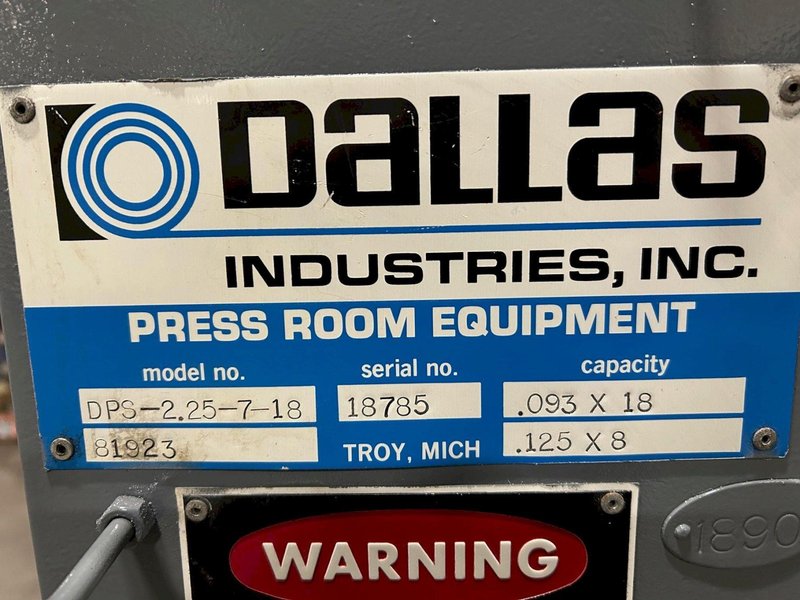 DALLAS
INDUSTRIES, INC.
PRESS ROOM EQUIPMENT
model no. serial no. capacity
DPS-2.25-7-18 18785 .093 X 18
81923 TROY, MICH .125 X 8
WARNING
1890